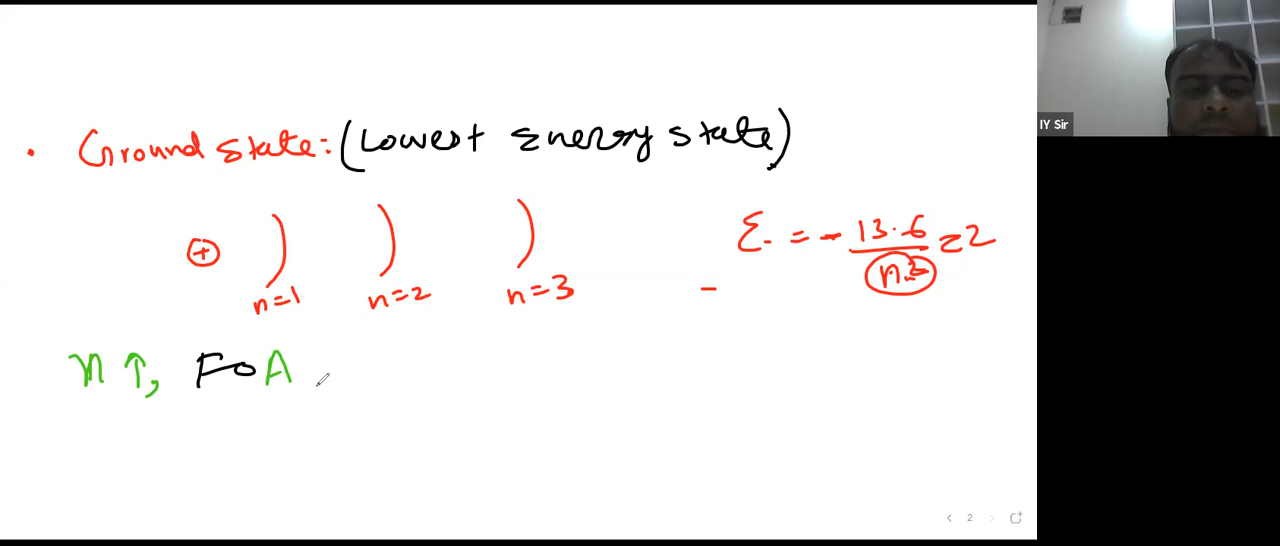 IY Sir
• Ground state: (Lowest Energy state)
+
n=1 n=2 n=3
E = - 13.6 / n² z2
-
n ↑, FoA
2